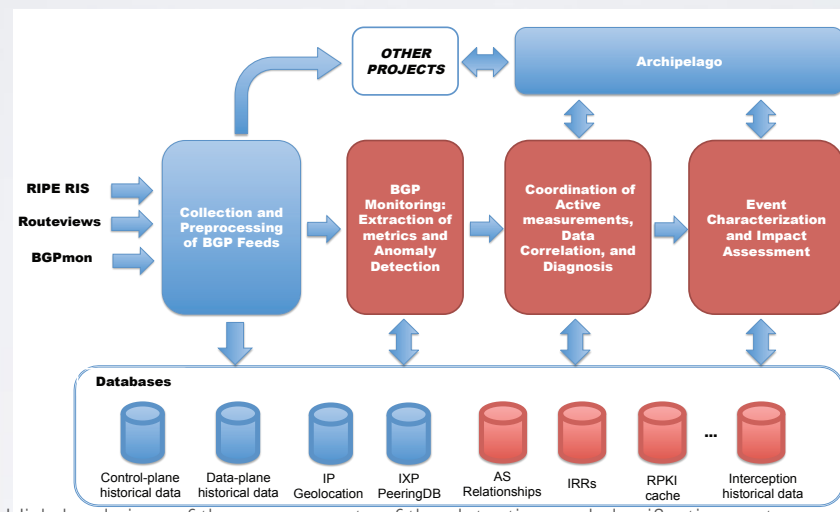 OTHER
PROJECTS
Archipelago
RIPE RIS
Routeviews
BGPmon
Collection and
Preprocessing
of BGP Feeds
BGP
Monitoring:
Extraction of
metrics and
Anomaly
Detection
Coordination of
Active
measurements,
Data
Correlation, and
Diagnosis
Event
Characterization
and Impact
Assessment
Databases
Control-plane
historical data
Data-plane
historical data
IP
Geolocation
IXP
PeeringDB
AS
Relationships
IRRs
RPKI
cache
...
Interception
historical data